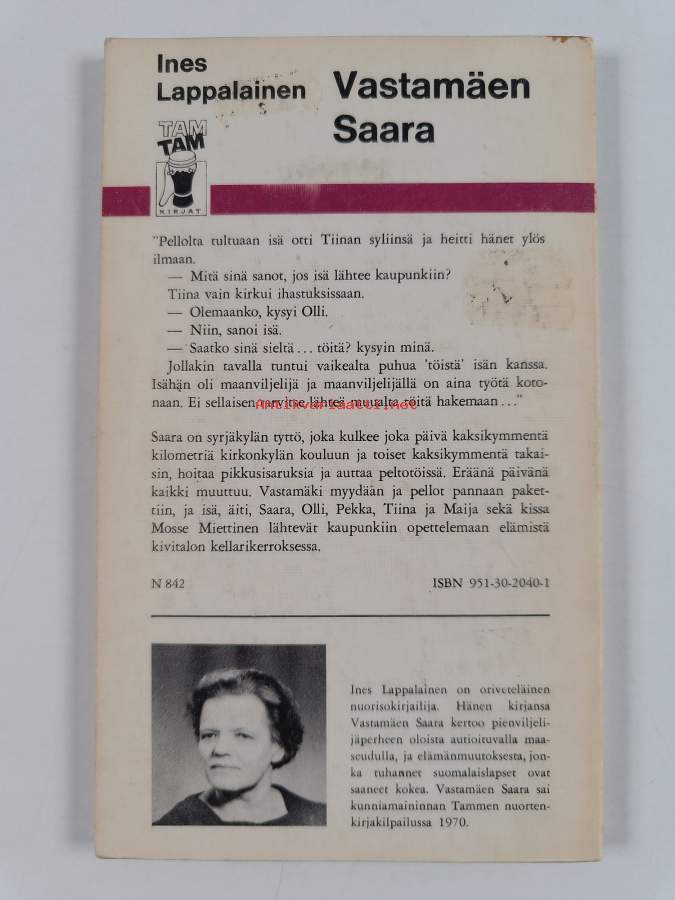 Ines
Lappalainen
Vastamäen
Saara
TAM
TAM
KIRJAT
"Pellolta tultuaan isä otti Tiinan syliinsä ja heitti hänet ylös
ilmaan.
— Mitä sinä sanot, jos isä lähtee kaupunkiin?
Tiina vain kirkui ihastuksissaan.
— Olemaanko, kysyi Olli.
— Niin, sanoi isä.
— Saatko sinä sieltä... töitä? kysyin minä.
Jollakin tavalla tuntui vaikealta puhua 'töistä' isän kanssa.
Isähän oli maanviljelijä ja maanviljelijällä on aina työtä koto-
naan. Ei sellaisen tarvitse lähteä muualta töitä hakemaan..."
Antikvariaatti.net
Saara on syrjäkylän tyttö, joka kulkee joka päivä kaksikymmentä
kilometriä kirkonkylän kouluun ja toiset kaksikymmentä takai-
sin, hoitaa pikkusisaruksia ja auttaa peltotöissä. Eräänä päivänä
kaikki muuttuu. Vastamäki myydään ja pellot pannaan paket-
tiin, ja isä, äiti, Saara, Olli, Pekka, Tiina ja Maija sekä kissa
Mosse Miettinen lähtevät kaupunkiin opettelemaan elämistä
kivitalon kellarikerroksessa.
N 842
ISBN 951-30-2040-1
Ines Lappalainen on oriveteläinen
nuorisokirjailija. Hänen kirjansa
Vastamäen Saara kertoo pienviljeli-
jäperheen oloista autioituvalla maa-
seudulla, ja elämänmuutoksesta, jon-
ka tuhannet suomalaislapset ovat
saaneet kokea. Vastamäen Saara sai
kunniamaininnan Tammen nuorten-
kirjakilpailussa 1970.